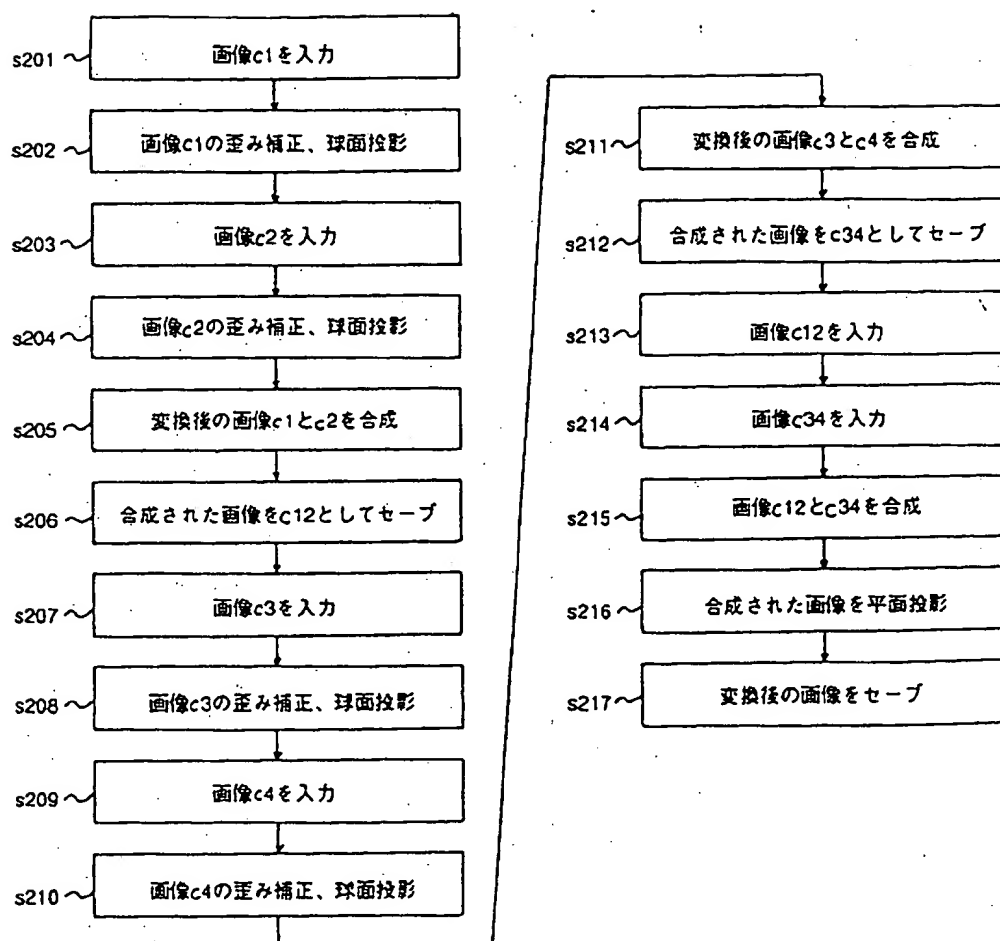 s201
画像c1を入力
s202
画像c1の歪み補正、球面投影
s203
画像c2を入力
s204
画像c2の歪み補正、球面投影
s205
変換後の画像c1とc2を合成
s206
合成された画像をc12としてセーブ
s207
画像c3を入力
s208
画像c3の歪み補正、球面投影
s209
画像c4を入力
s210
画像c4の歪み補正、球面投影
s211
変換後の画像c3とc4を合成
s212
合成された画像をc34としてセーブ
s213
画像c12を入力
s214
画像c34を入力
s215
画像c12とc34を合成
s216
合成された画像を平面投影
s217
変換後の画像をセーブ